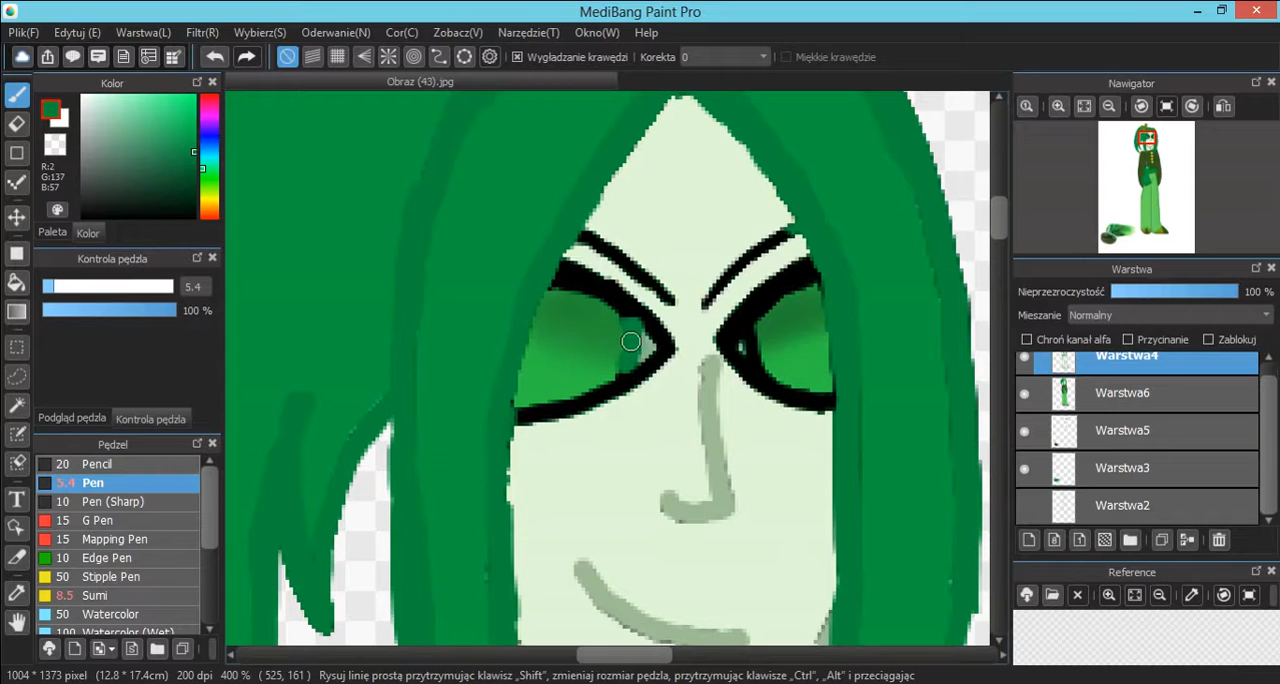 MediBang Paint Pro
Plik(F) Edytuj (E) Warstwa(L) Filtr(R) Wybierz(S) Oderwanie(N) Cor(C) Zobacz(V) Narzędzie(T) Okno(W) Help
Wygładzanie krawędzi Korekta 0 Miękkie krawędzie
Kolor
Obraz (43).jpg
Nawigator
R:2
G:137
B:57
Paleta Kolor
Kontrola pędzla
5.4
100 %
Podgląd pędzla Kontrola pędzla
Pędzel
20 Pencil
5.4 Pen
10 Pen (Sharp)
15 G Pen
15 Mapping Pen
10 Edge Pen
50 Stipple Pen
8.5 Sumi
50 Watercolor
100 Watercolor (Wet)
Warstwa
Nieprzezroczystość 100 %
Mieszanie Normalny
Chroń kanał alfa Przycinanie Zablokuj
Warstwa4
Warstwa6
Warstwa5
Warstwa3
Warstwa2
Reference
1004 * 1373 pixel (12.8 * 17.4cm) 200 dpi 400 % ( 525, 161 ) Rysuj linię prostą przytrzymując klawisz „Shift”, zmieniaj rozmiar pędzla, przytrzymując klawisze „Ctrl”, „Alt” i przeciągając